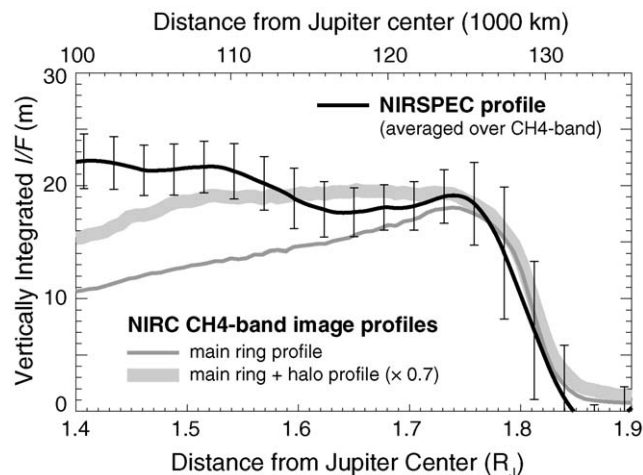 Distance from Jupiter center (1000 km)
100 110 120 130
30
20
10
0
Vertically Integrated I/F (m)
NIRSPEC profile
(averaged over CH4-band)
NIRC CH4-band image profiles
main ring profile
main ring + halo profile (× 0.7)
1.4 1.5 1.6 1.7 1.8 1.9
Distance from Jupiter Center (RJ)